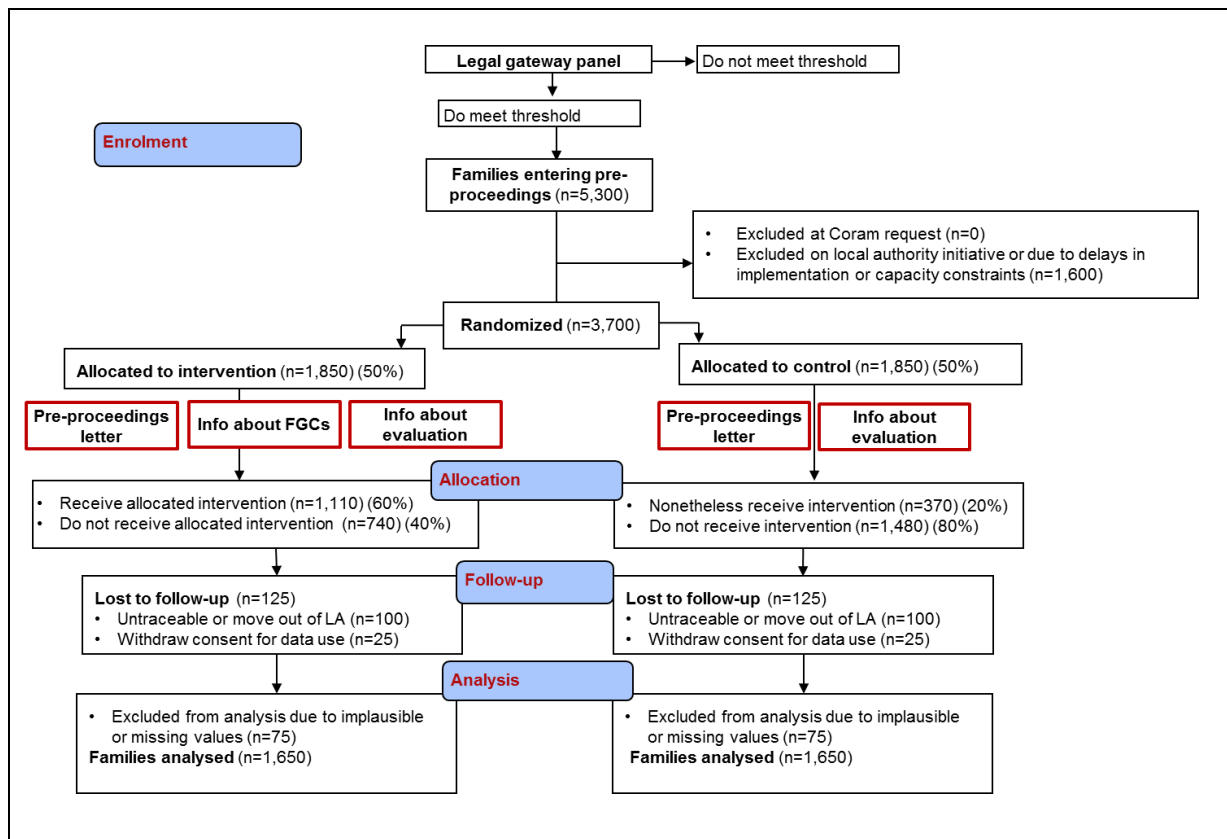 Legal gateway panel
Do not meet threshold
Do meet threshold
Enrolment
Families entering pre-
proceedings (n=5,300)
• Excluded at Coram request (n=0)
• Excluded on local authority initiative or due to delays in
implementation or capacity constraints (n=1,600)
Randomized (n=3,700)
Allocated to intervention (n=1,850) (50%)
Allocated to control (n=1,850) (50%)
Pre-proceedings
letter
Info about FGCs
Info about
evaluation
Pre-proceedings
letter
Info about
evaluation
Allocation
• Receive allocated intervention (n=1,110) (60%)
• Do not receive allocated intervention (n=740) (40%)
• Nonetheless receive intervention (n=370) (20%)
• Do not receive intervention (n=1,480) (80%)
Follow-up
Lost to follow-up (n=125)
• Untraceable or move out of LA (n=100)
• Withdraw consent for data use (n=25)
Lost to follow-up (n=125)
• Untraceable or move out of LA (n=100)
• Withdraw consent for data use (n=25)
Analysis
• Excluded from analysis due to implausible
or missing values (n=75)
Families analysed (n=1,650)
• Excluded from analysis due to implausible
or missing values (n=75)
Families analysed (n=1,650)